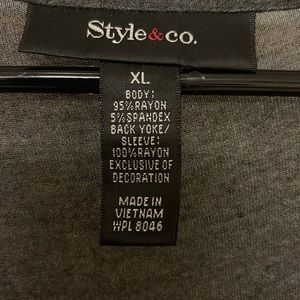 Style&co.
XL
BODY:
95%RAYON
5%SPANDEX
BACK YOKE/
SLEEVE:
100%RAYON
EXCLUSIVE OF
DECORATION
MADE IN
VIETNAM
WPL 8046